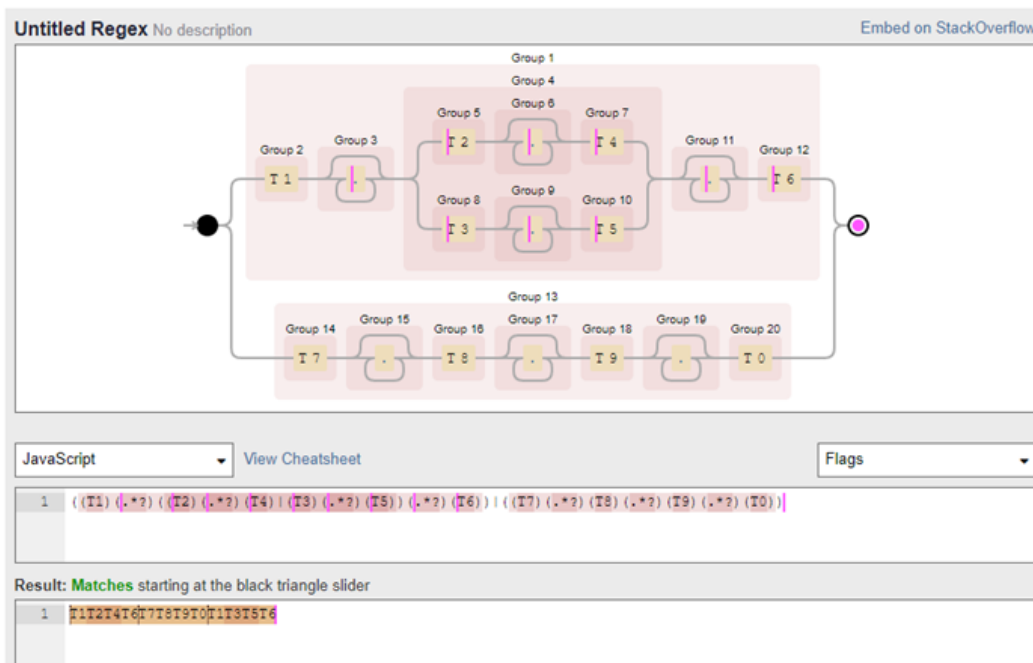 Untitled Regex No description Embed on StackOverflow
Group 1
Group 4
Group 5 Group 6 Group 7
Group 2 Group 3 T 2 . T 4 Group 11 Group 12
T 1 . . T 6
Group 8 Group 9 Group 10
T 3 . T 5
Group 13
Group 14 Group 15 Group 16 Group 17 Group 18 Group 19 Group 20
T 7 . T 8 . T 9 . T 0
JavaScript View Cheatsheet Flags
1 ((T1)(.*?)((T2)(.*?)(T4)|(T3)(.*?)(T5))(.*?)(T6))|((T7)(.*?)(T8)(.*?)(T9)(.*?)(T0))
Result: Matches starting at the black triangle slider
1 T1T2T4T6T7T8T9T0T1T3T5T6